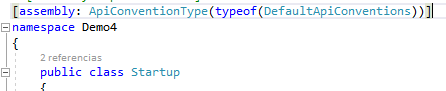 [assembly: ApiConventionType(typeof(DefaultApiConventions))]
namespace Demo4
{
2 referencias
public class Startup
{